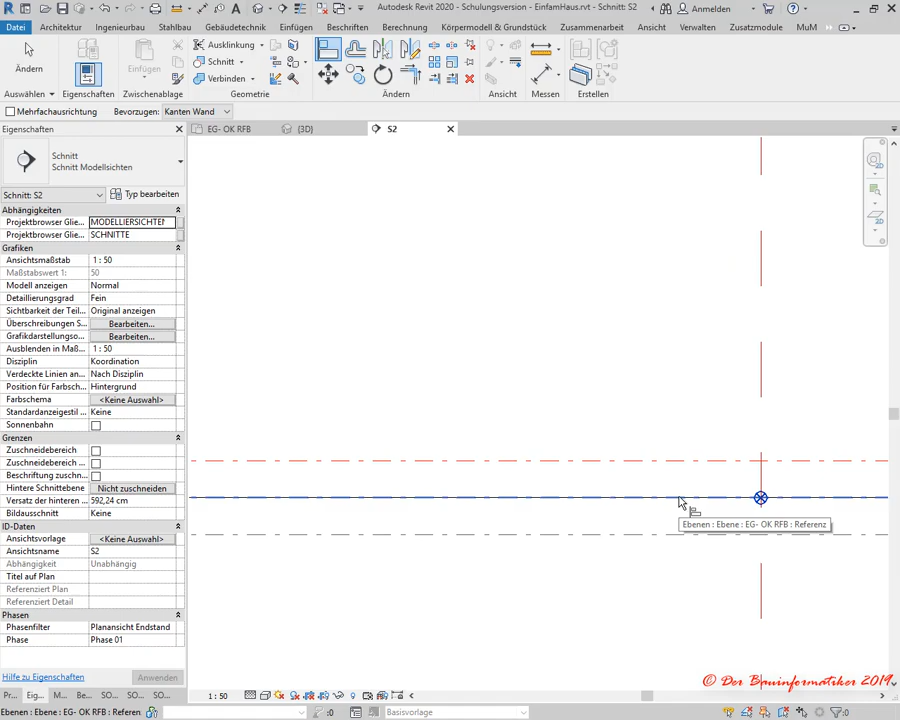 Autodesk Revit 2020 - Schulungsversion - EinfamHaus.rvt - Schnitt: S2
Anmelden
Datei Architektur Ingenieurbau Stahlbau Gebäudetechnik Einfügen Beschriften Berechnung Körpermodell & Grundstück Zusammenarbeit Ansicht Verwalten Zusatzmodule MuM
Ausklinkung
Schnitt
Verbinden
Ändern
Einfügen
Auswählen Eigenschaften Zwischenablage Geometrie Ändern Ansicht Messen Erstellen
Mehrfachausrichtung Bevorzugen: Kanten Wand
Eigenschaften
EG- OK RFB {3D} S2
Schnitt
Schnitt Modellsichten
Schnitt: S2 Typ bearbeiten
Abhängigkeiten
Projektbrowser Glie... MODELLIERSICHTEN
Projektbrowser Glie... SCHNITTE
Grafiken
Ansichtsmaßstab 1 : 50
Maßstabswert 1: 50
Modell anzeigen Normal
Detaillierungsgrad Fein
Sichtbarkeit der Teil... Original anzeigen
Überschreibungen S... Bearbeiten...
Grafikdarstellungso... Bearbeiten...
Ausblenden in Maß... 1 : 50
Disziplin Koordination
Verdeckte Linien an... Nach Disziplin
Position für Farbsch... Hintergrund
Farbschema <Keine Auswahl>
Standardanzeigestil ... Keine
Sonnenbahn
Grenzen
Zuschneidebereich
Zuschneidebereich ...
Beschriftung zuschn...
Hintere Schnittebene Nicht zuschneiden
Versatz der hinteren ... 592,24 cm
Bildausschnitt Keine
ID-Daten
Ansichtsvorlage <Keine Auswahl>
Ansichtsname S2
Abhängigkeit Unabhängig
Titel auf Plan
Referenziert Plan
Referenziert Detail
Phasen
Phasenfilter Planansicht Endstand
Phase Phase 01
Hilfe zu Eigenschaften Anwenden
Ebenen : Ebene : EG- OK RFB : Referenz
© Der Bauinformatiker 2019
Pr... Eig... M... Be... SO... SO... SO...
1 : 50
Ebenen : Ebene : EG- OK RFB : Referen
:0
Basisvorlage
:0